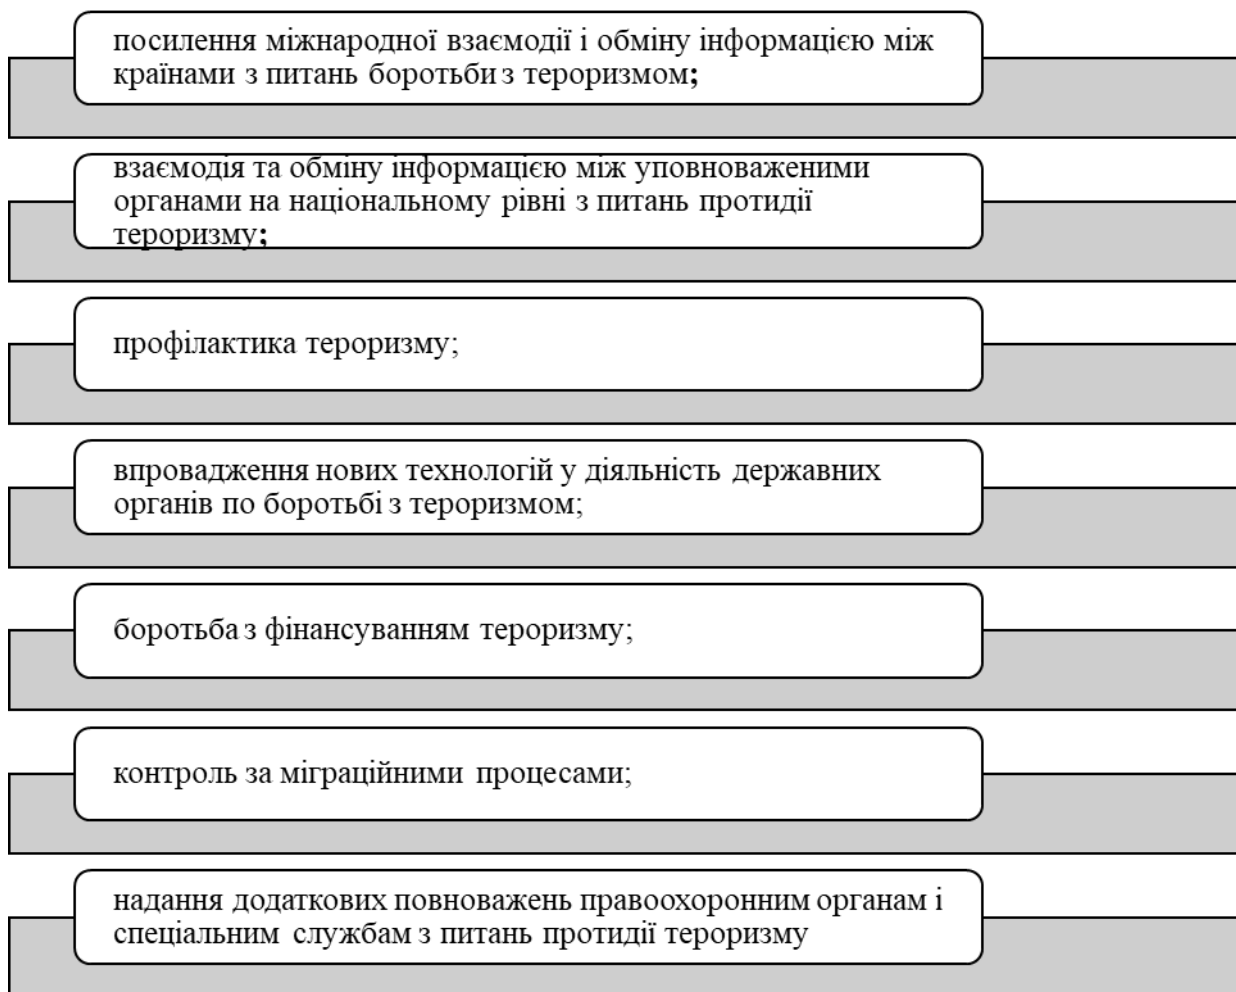 посилення міжнародної взаємодії і обміну інформацією між
країнами з питань боротьби з тероризмом;
взаємодія та обміну інформацією між уповноваженими
органами на національному рівні з питань протидії
тероризму;
профілактика тероризму;
впровадження нових технологій у діяльність державних
органів по боротьбі з тероризмом;
боротьба з фінансуванням тероризму;
контроль за міграційними процесами;
надання додаткових повноважень правоохоронним органам і
спеціальним службам з питань протидії тероризму